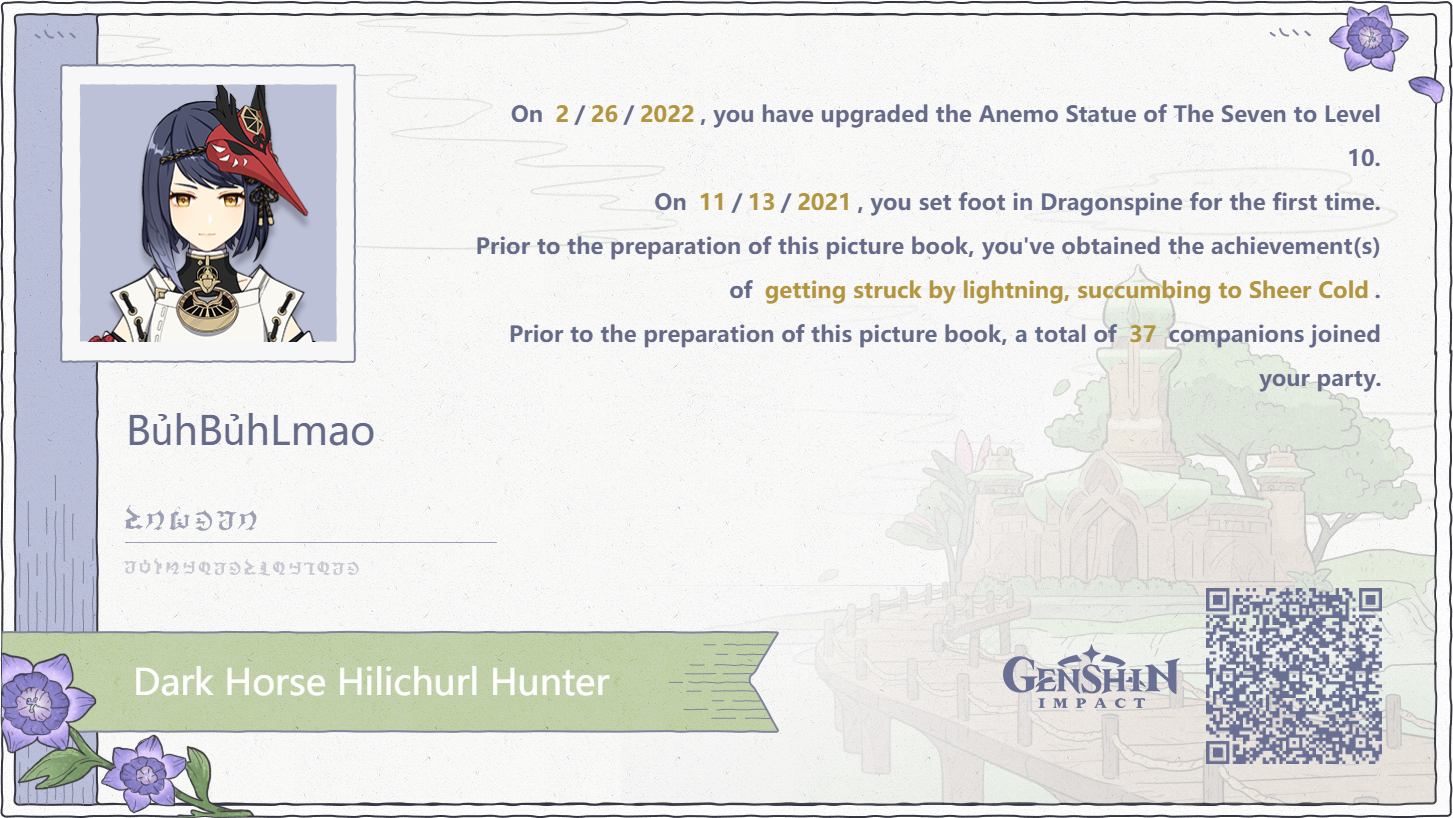 On 2 / 26 / 2022 , you have upgraded the Anemo Statue of The Seven to Level
10.
On 11 / 13 / 2021 , you set foot in Dragonspine for the first time.
Prior to the preparation of this picture book, you've obtained the achievement(s)
of getting struck by lightning, succumbing to Sheer Cold .
Prior to the preparation of this picture book, a total of 37 companions joined
your party.
BủhBủhLmao
Dark Horse Hilichurl Hunter
GENSHIN
IMPACT